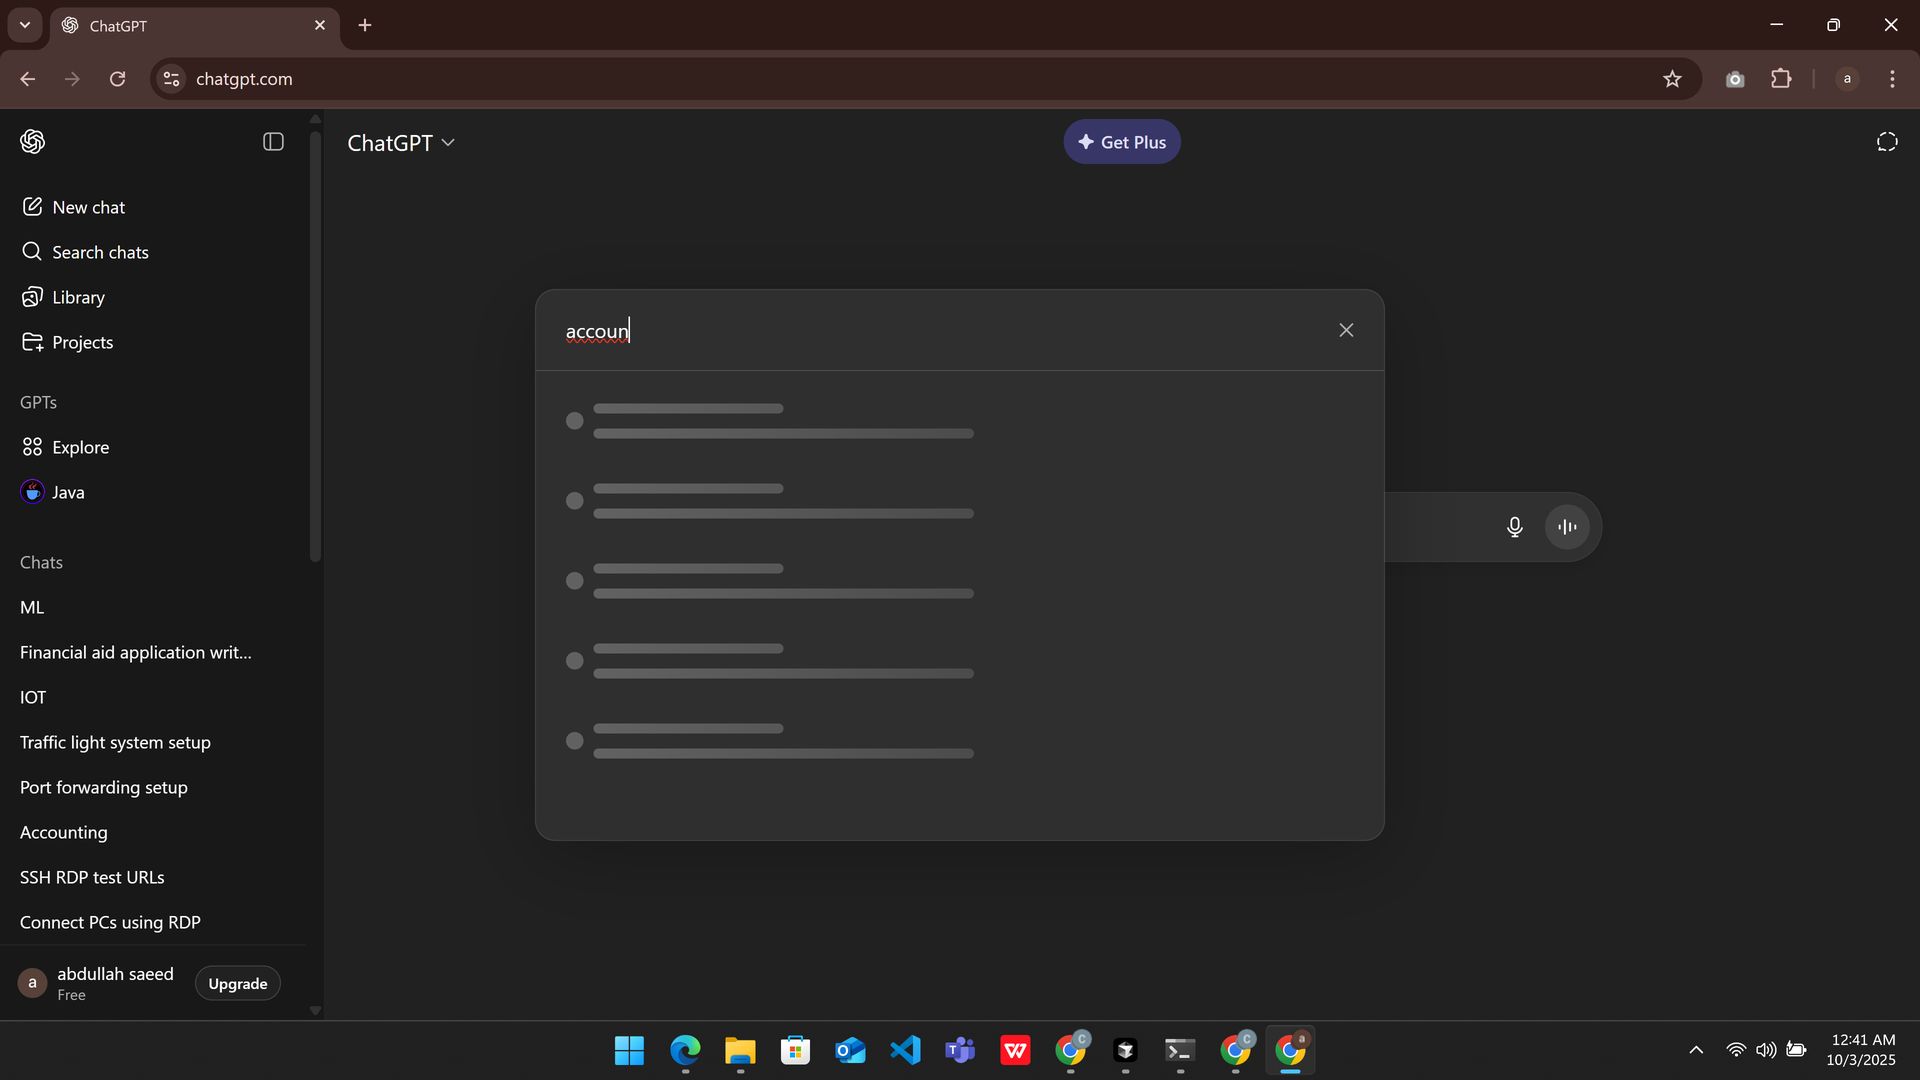 ChatGPT
chatgpt.com
a
ChatGPT
Get Plus
New chat
Search chats
Library
Projects
GPTs
Explore
Java
Chats
ML
Financial aid application writ...
IOT
Traffic light system setup
Port forwarding setup
Accounting
SSH RDP test URLs
Connect PCs using RDP
a
abdullah saeed
Free
Upgrade
accoun
C
C
a
12:41 AM
10/3/2025